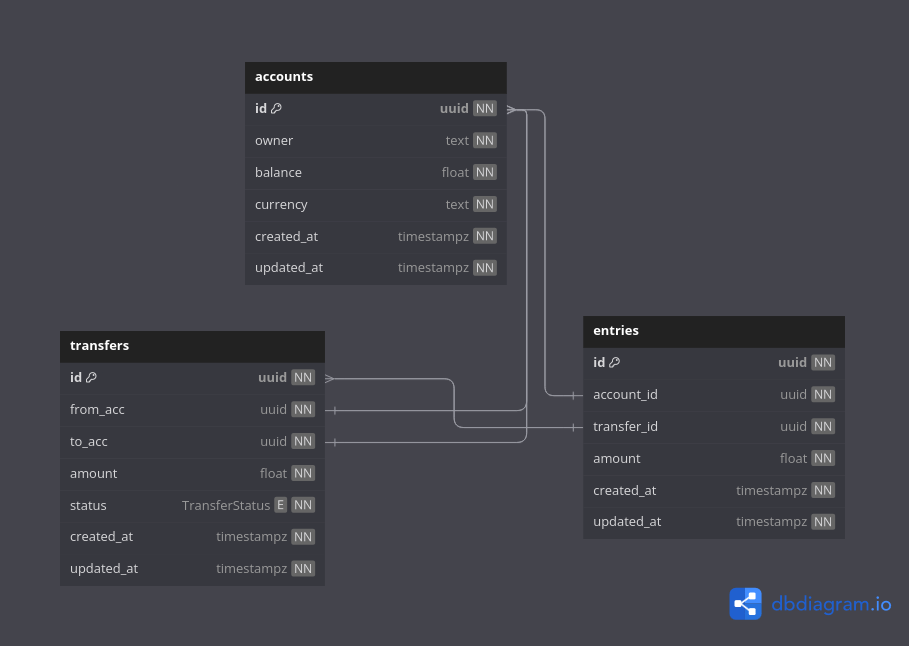 accounts
id uuid NN
owner text NN
balance float NN
currency text NN
created_at timestampz NN
updated_at timestampz NN
transfers
id uuid NN
from_acc uuid NN
to_acc uuid NN
amount float NN
status TransferStatus E NN
created_at timestampz NN
updated_at timestampz NN
entries
id uuid NN
account_id uuid NN
transfer_id uuid NN
amount float NN
created_at timestampz NN
updated_at timestampz NN
dbdiagram.io